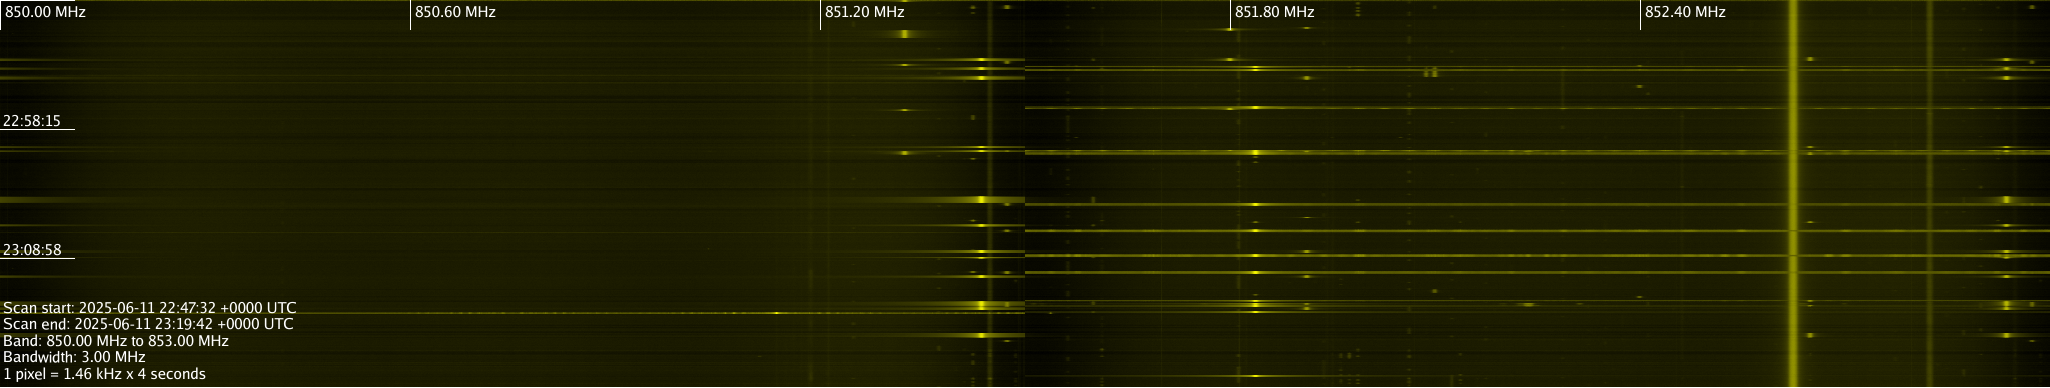 850.00 MHz
850.60 MHz
851.20 MHz
851.80 MHz
852.40 MHz
22:58:15
23:08:58
Scan start: 2025-06-11 22:47:32 +0000 UTC
Scan end: 2025-06-11 23:19:42 +0000 UTC
Band: 850.00 MHz to 853.00 MHz
Bandwidth: 3.00 MHz
1 pixel = 1.46 kHz x 4 seconds